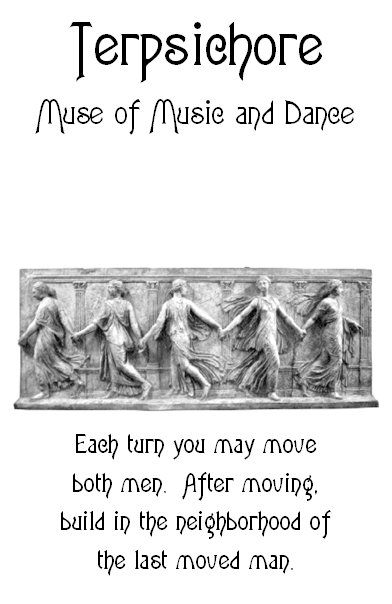 Terpsichore
Muse of Music and Dance
Each turn you may move
both men. After moving,
build in the neighborhood of
the last moved man.